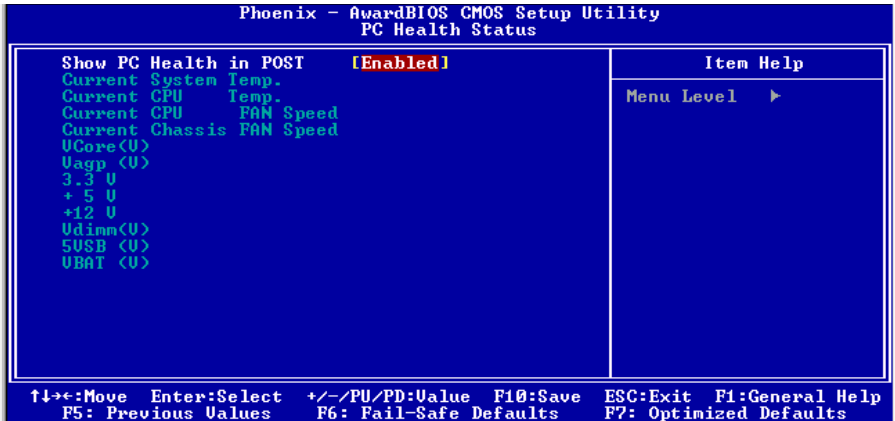 Phoenix - AwardBIOS CMOS Setup Utility
PC Health Status
Show PC Health in POST [Enabled]
Current System Temp.
Current CPU Temp.
Current CPU FAN Speed
Current Chassis FAN Speed
VCore(V)
Vagp (V)
3.3 V
+ 5 V
+12 V
Vdimm(V)
5VSB (V)
VBAT (V)
Item Help
Menu Level ►
↑↓→←:Move Enter:Select +/-/PU/PD:Value F10:Save ESC:Exit F1:General Help
F5: Previous Values F6: Fail-Safe Defaults F7: Optimized Defaults